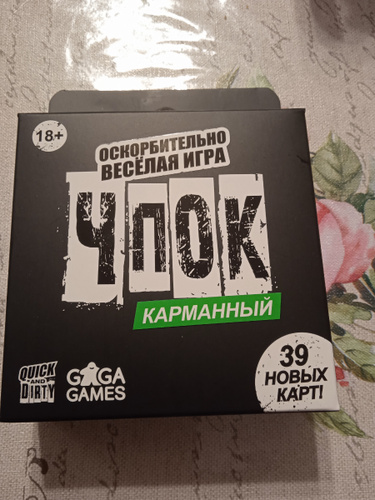 18+
ОСКОРБИТЕЛЬНО
ВЕСЁЛАЯ ИГРА
ЧПОК
КАРМАННЫЙ
QUICK
AND
DIRTY
GAGA
GAMES
39
НОВЫХ
КАРТ!